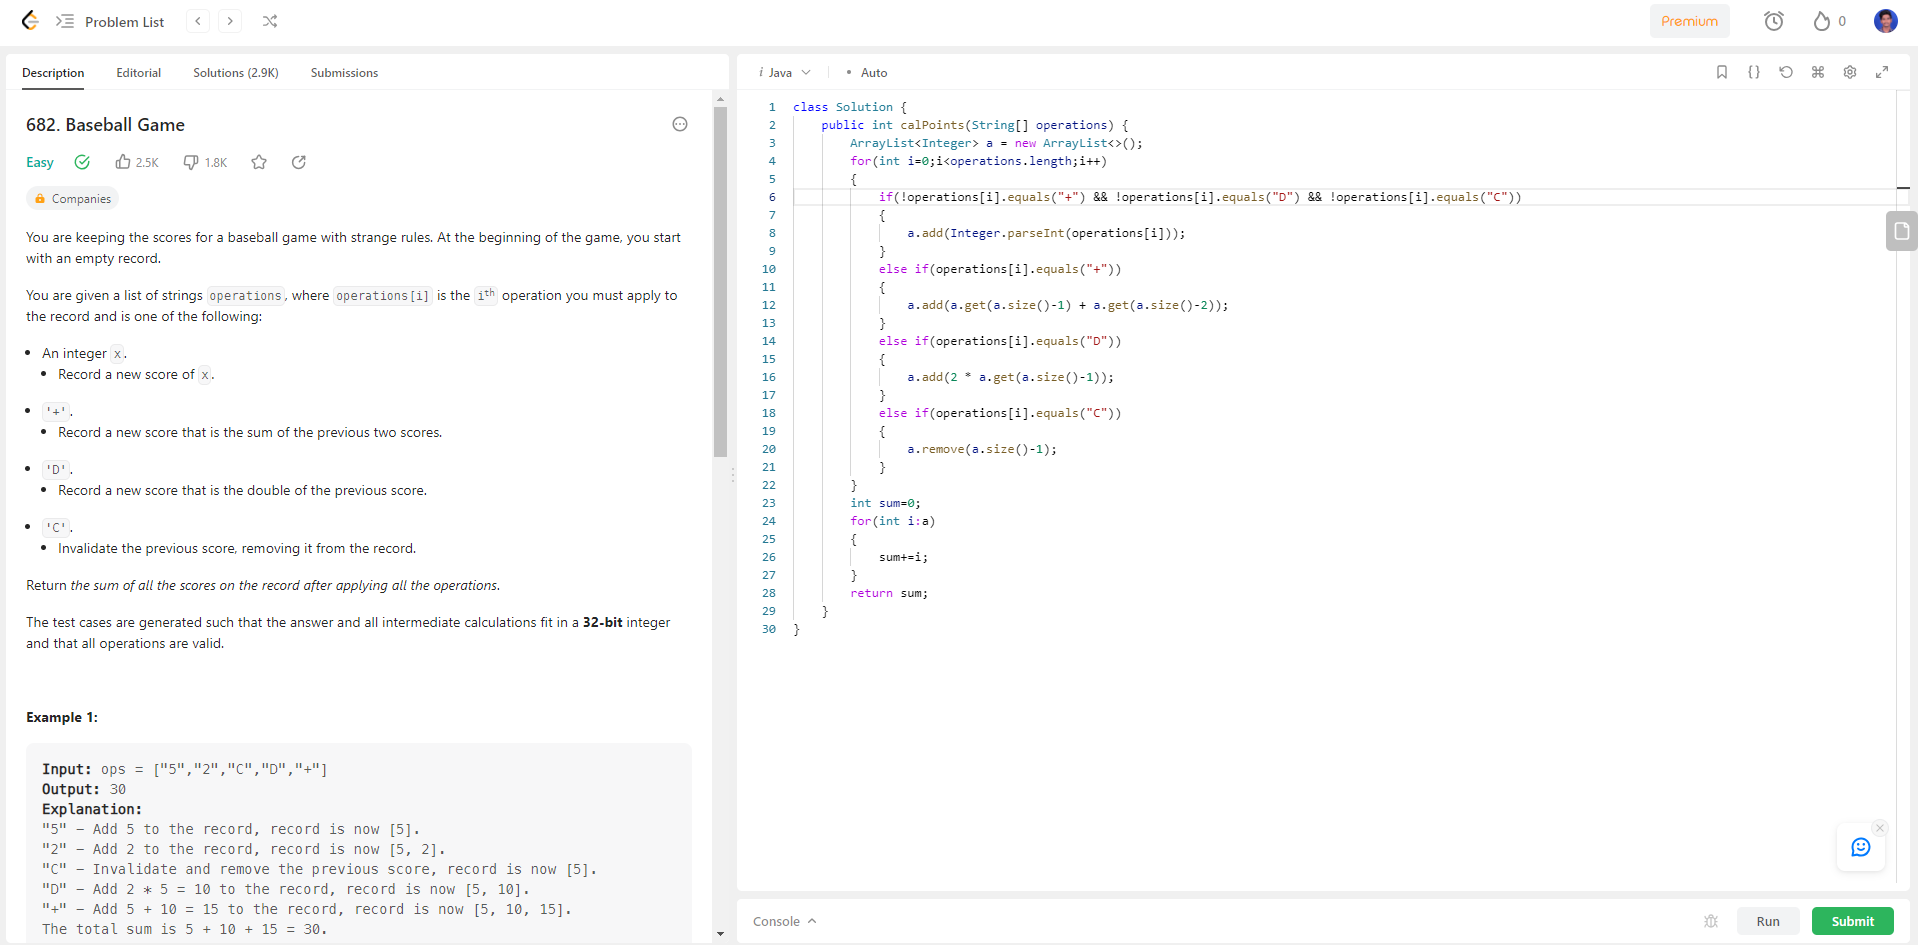 Problem List
Premium
0
Description Editorial Solutions (2.9K) Submissions
682. Baseball Game
Easy 2.5K 1.8K
Companies
You are keeping the scores for a baseball game with strange rules. At the beginning of the game, you start
with an empty record.
You are given a list of strings operations, where operations[i] is the ith operation you must apply to
the record and is one of the following:
• An integer x.
• Record a new score of x.
• '+'.
• Record a new score that is the sum of the previous two scores.
• 'D'.
• Record a new score that is the double of the previous score.
• 'C'.
• Invalidate the previous score, removing it from the record.
Return the sum of all the scores on the record after applying all the operations.
The test cases are generated such that the answer and all intermediate calculations fit in a 32-bit integer
and that all operations are valid.
Example 1:
Input: ops = ["5","2","C","D","+"]
Output: 30
Explanation:
"5" - Add 5 to the record, record is now [5].
"2" - Add 2 to the record, record is now [5, 2].
"C" - Invalidate and remove the previous score, record is now [5].
"D" - Add 2 * 5 = 10 to the record, record is now [5, 10].
"+" - Add 5 + 10 = 15 to the record, record is now [5, 10, 15].
The total sum is 5 + 10 + 15 = 30.
i Java • Auto
1 class Solution {
2 public int calPoints(String[] operations) {
3 ArrayList<Integer> a = new ArrayList<>();
4 for(int i=0;i<operations.length;i++)
5 {
6 if(!operations[i].equals("+") && !operations[i].equals("D") && !operations[i].equals("C"))
7 {
8 a.add(Integer.parseInt(operations[i]));
9 }
10 else if(operations[i].equals("+"))
11 {
12 a.add(a.get(a.size()-1) + a.get(a.size()-2));
13 }
14 else if(operations[i].equals("D"))
15 {
16 a.add(2 * a.get(a.size()-1));
17 }
18 else if(operations[i].equals("C"))
19 {
20 a.remove(a.size()-1);
21 }
22 }
23 int sum=0;
24 for(int i:a)
25 {
26 sum+=i;
27 }
28 return sum;
29 }
30 }
Console Run Submit